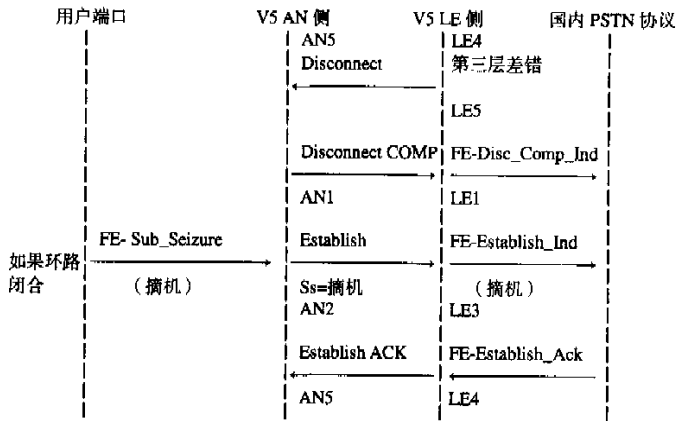 用户端口 V5 AN 侧 V5 LE 侧 国内 PSTN 协议
AN5 LE4
Disconnect 第三层差错
LE5
Disconnect COMP FE-Disc_Comp_Ind
AN1 LE1
FE- Sub_Seizure Establish FE-Establish_Ind
如果环路
闭合
（摘机） Ss=摘机 （摘机）
AN2 LE3
Establish ACK FE-Establish_Ack
AN5 LE4